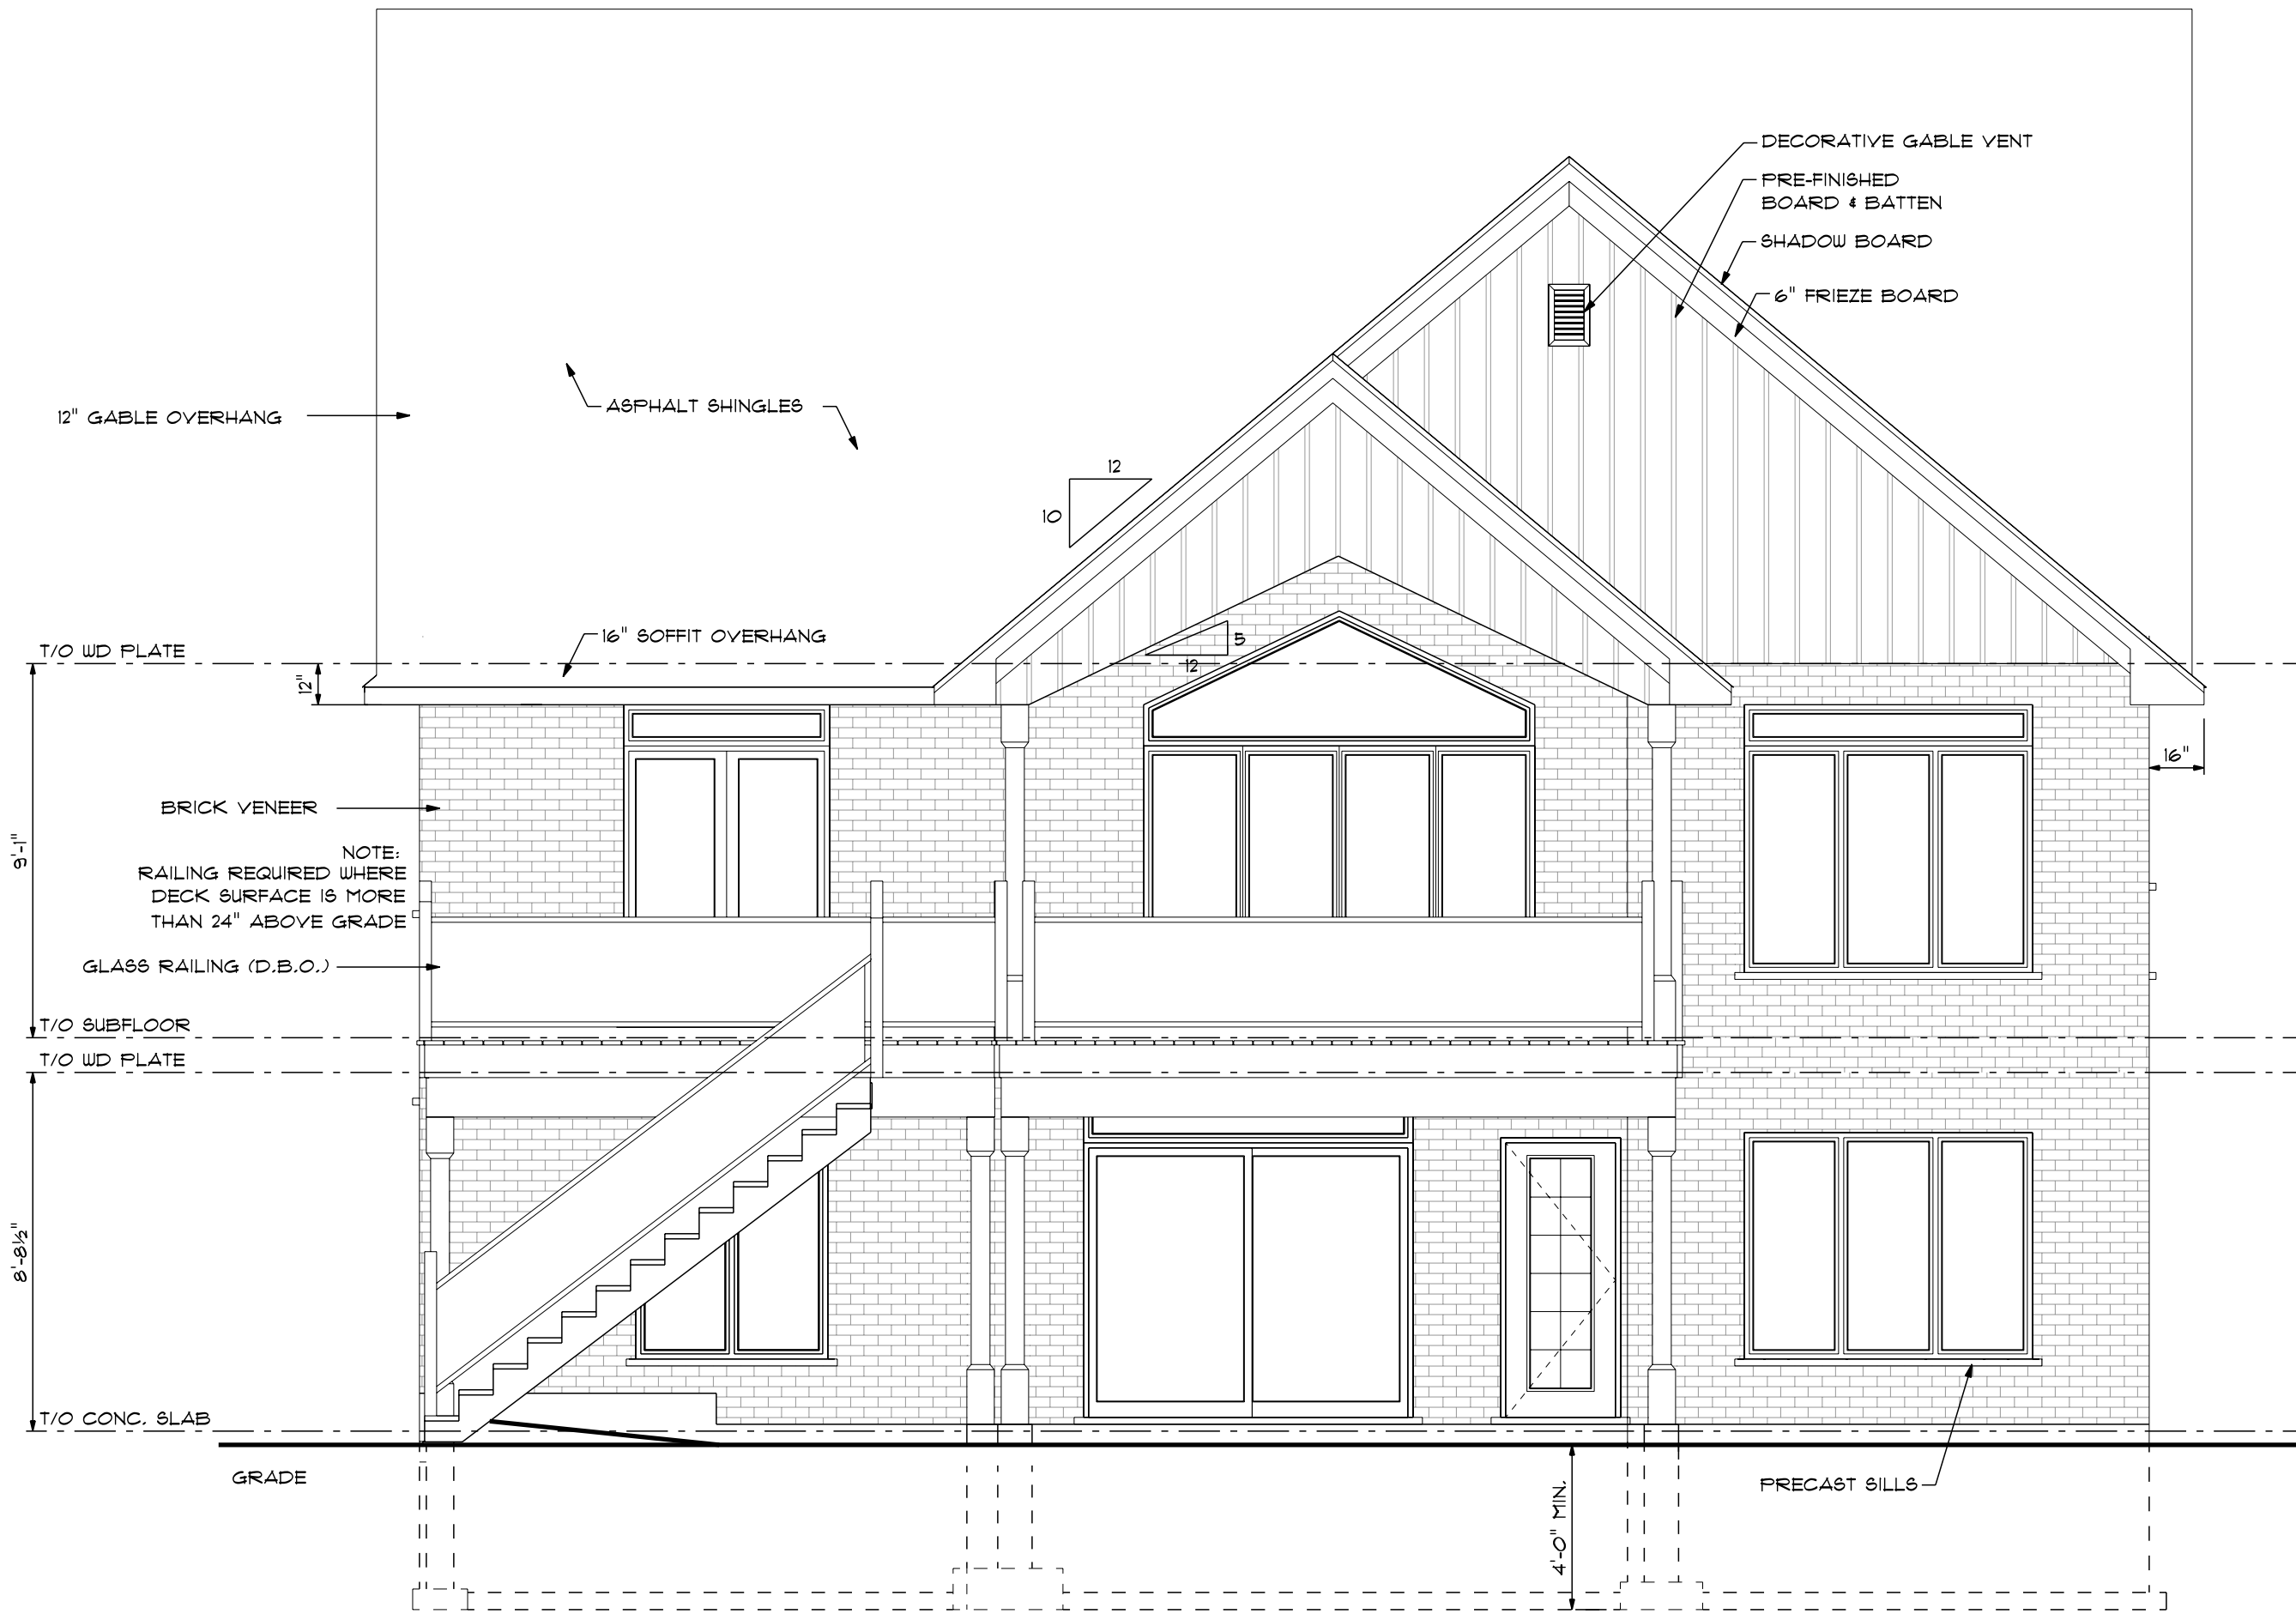 DECORATIVE GABLE VENT
PRE-FINISHED
BOARD & BATTEN
SHADOW BOARD
6" FRIEZE BOARD
ASPHALT SHINGLES
12" GABLE OVERHANG
12
10
16" SOFFIT OVERHANG
5
12
T/O WD PLATE
12"
16"
BRICK VENEER
9'-1"
NOTE:
RAILING REQUIRED WHERE
DECK SURFACE IS MORE
THAN 24" ABOVE GRADE
GLASS RAILING (D.B.O.)
T/O SUBFLOOR
T/O WD PLATE
8'-8½"
T/O CONC. SLAB
GRADE
4'-0" MIN.
PRECAST SILLS